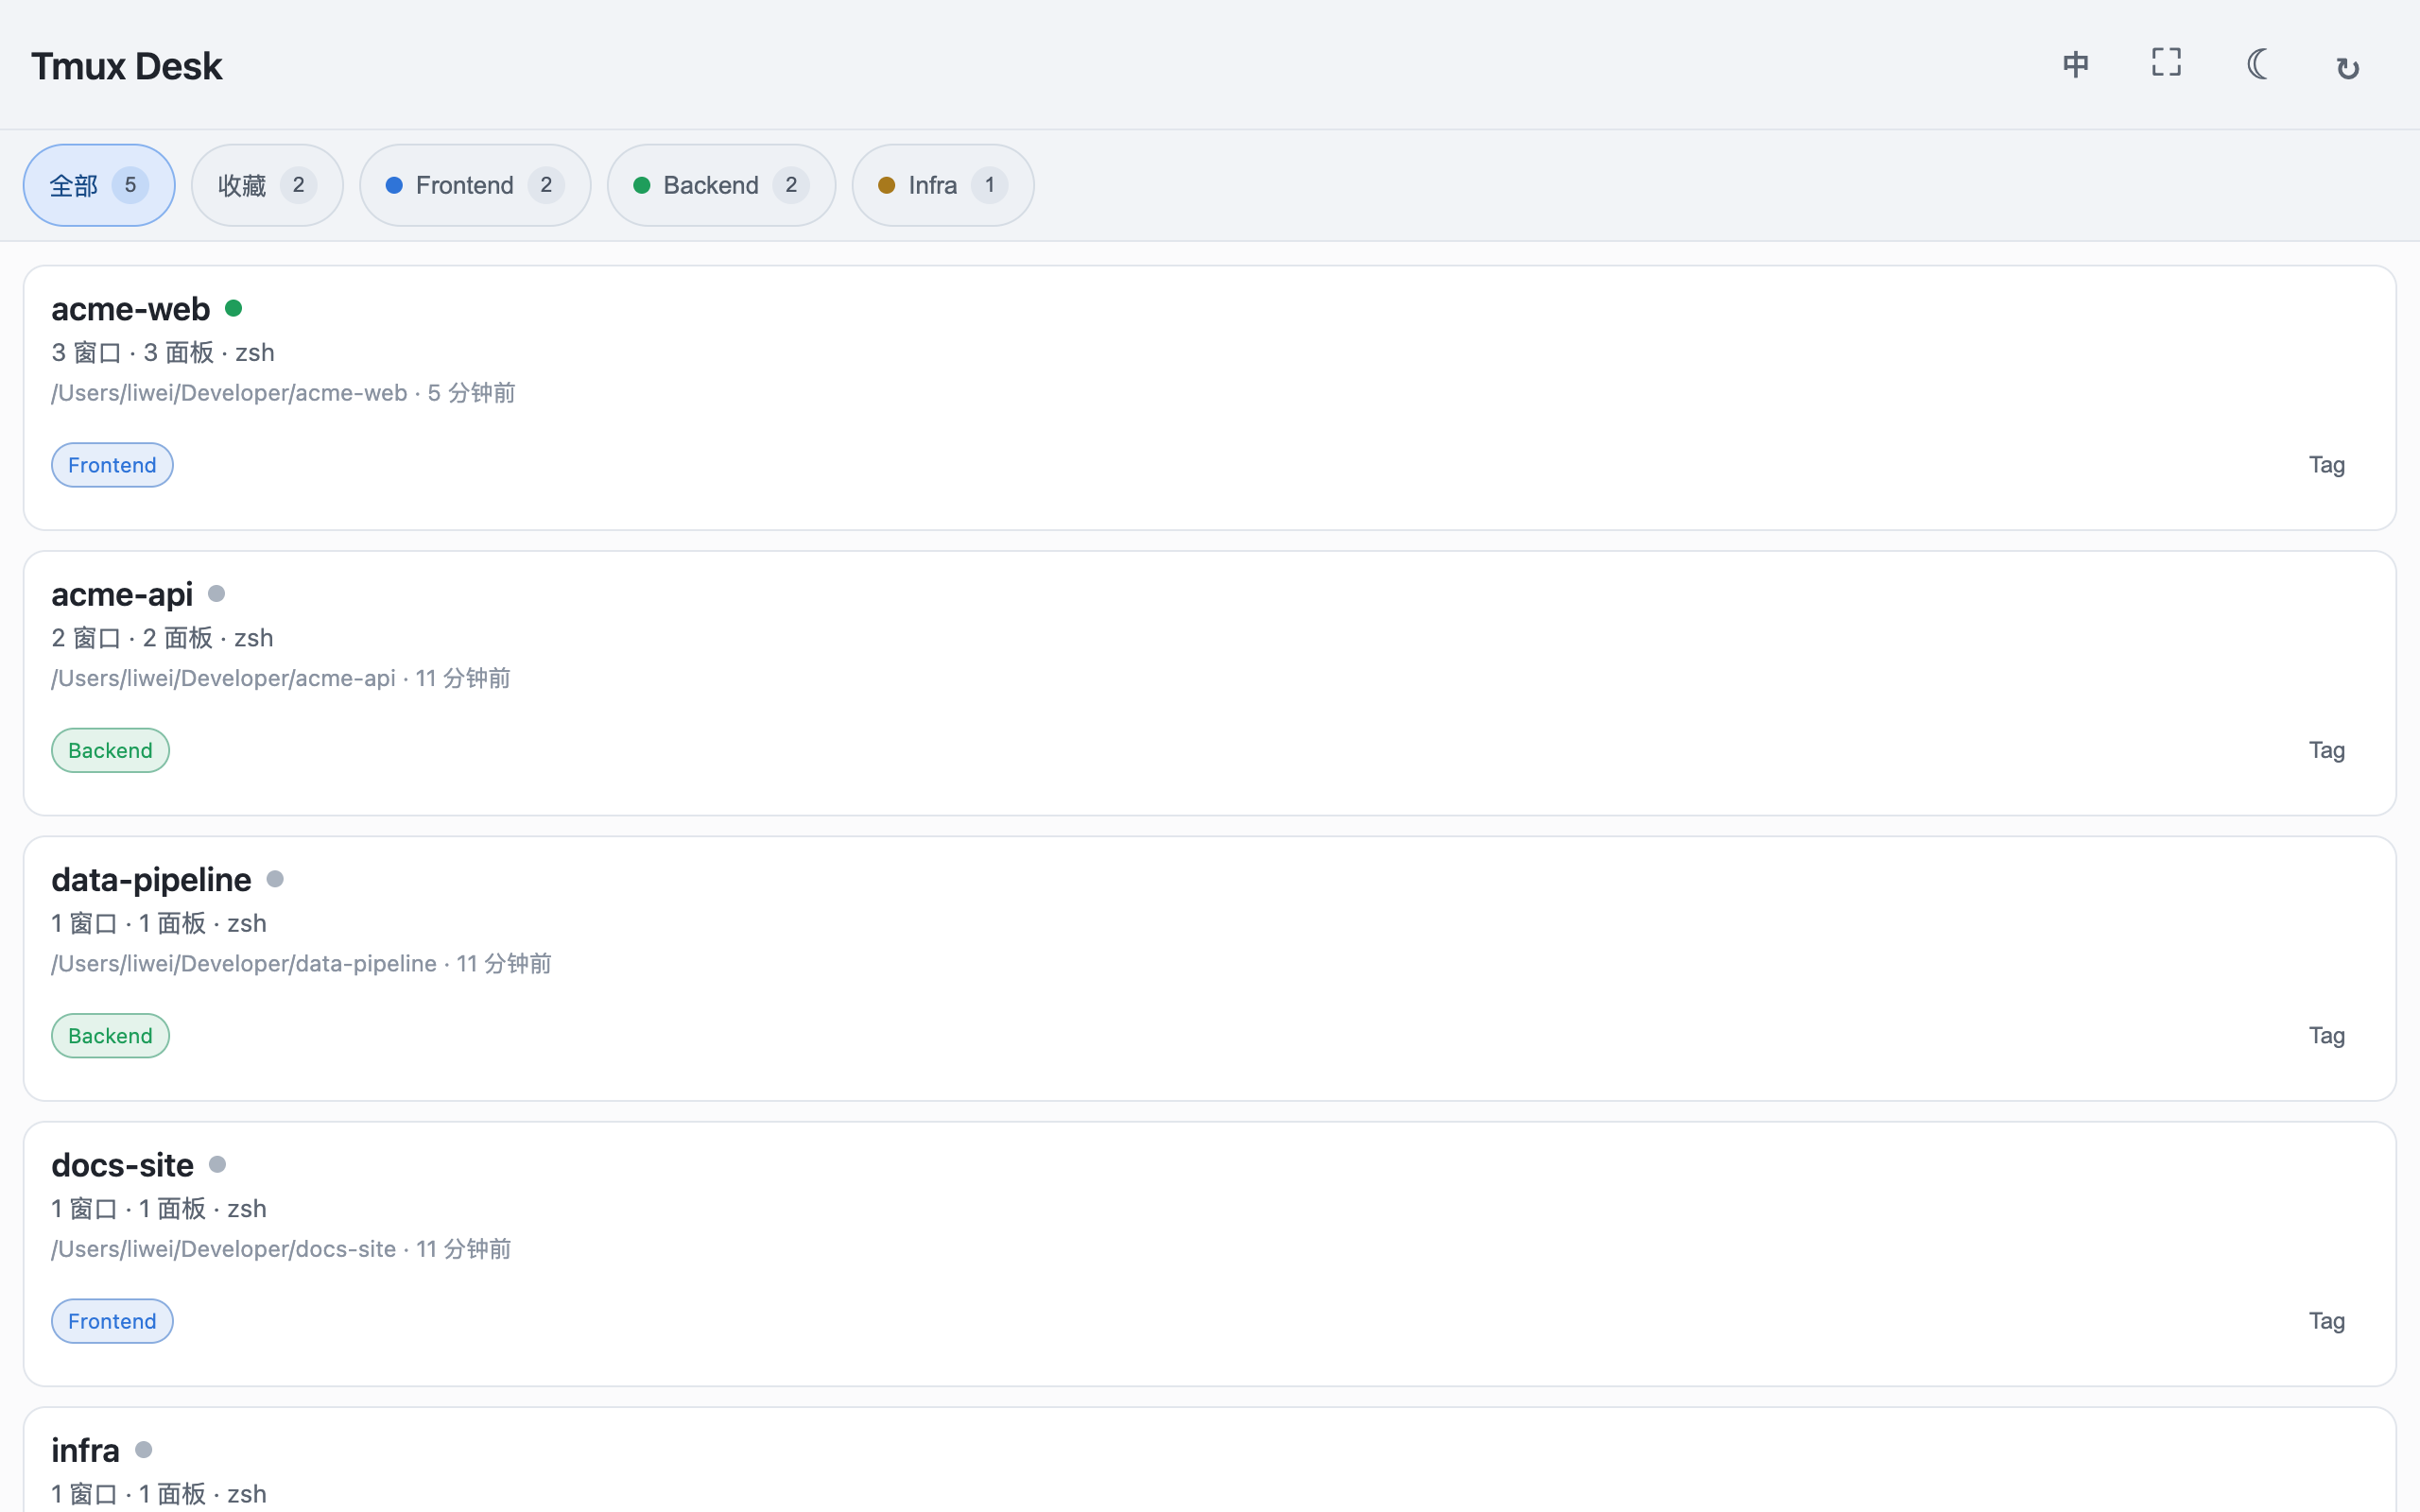 Tmux Desk 中
全部 5 收藏 2 Frontend 2 Backend 2 Infra 1
acme-web
3 窗口 · 3 面板 · zsh
/Users/liwei/Developer/acme-web · 5 分钟前
Frontend Tag
acme-api
2 窗口 · 2 面板 · zsh
/Users/liwei/Developer/acme-api · 11 分钟前
Backend Tag
data-pipeline
1 窗口 · 1 面板 · zsh
/Users/liwei/Developer/data-pipeline · 11 分钟前
Backend Tag
docs-site
1 窗口 · 1 面板 · zsh
/Users/liwei/Developer/docs-site · 11 分钟前
Frontend Tag
infra
1 窗口 · 1 面板 · zsh